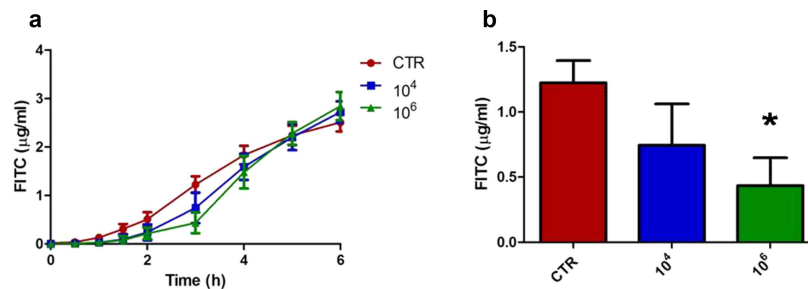 a
4
3
2
1
0
FITC (µg/ml)
0
2
4
6
Time (h)
CTR
10⁴
10⁶
b
1.5
1.0
0.5
0.0
FITC (µg/ml)
*
CTR
10⁴
10⁶